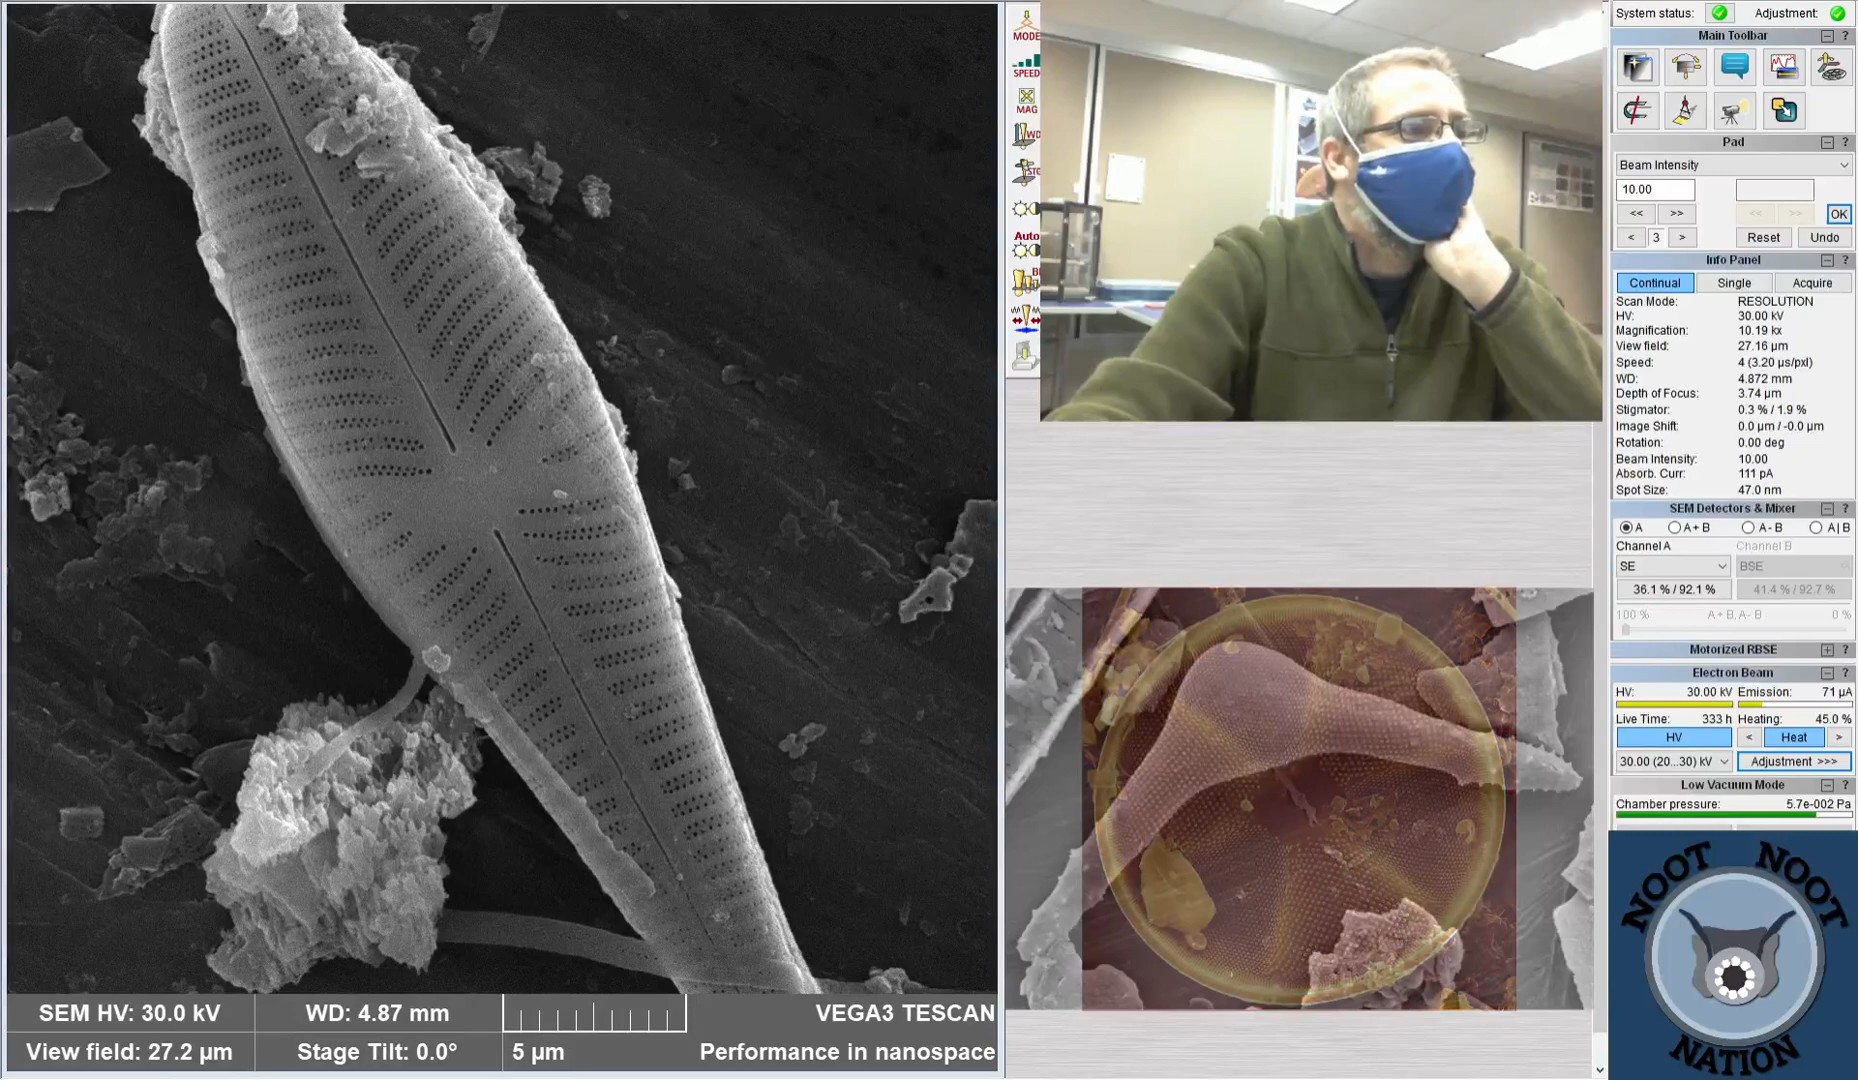 System status: Adjustment:
MODE
SPEED
MAG
WD
Auto
Main Toolbar ?
Pad ?
Beam Intensity
10.00
<< >> << >> OK
< 3 > Reset Undo
Info Panel ?
Continual Single Acquire
Scan Mode: RESOLUTION
HV: 30.00 kV
Magnification: 10.19 kx
View field: 27.16 µm
Speed: 4 (3.20 µs/pxl)
WD: 4.872 mm
Depth of Focus: 3.74 µm
Stigmator: 0.3 % / 1.9 %
Image Shift: 0.0 µm / -0.0 µm
Rotation: 0.00 deg
Beam Intensity: 10.00
Absorb. Curr: 111 pA
Spot Size: 47.0 nm
SEM Detectors & Mixer ?
A A + B A - B A | B
Channel A Channel B
SE BSE
36.1 % / 92.1 % 41.4 % / 92.7 %
100 % A + B, A - B 0 %
Motorized RBSE ?
Electron Beam ?
HV: 30.00 kV Emission: 71 µA
Live Time: 333 h Heating: 45.0 %
HV < Heat >
30.00 (20...30) kV Adjustment >>>
Low Vacuum Mode ?
Chamber pressure: 5.7e-002 Pa
NOOT NOOT
NATION
SEM HV: 30.0 kV WD: 4.87 mm VEGA3 TESCAN
View field: 27.2 µm Stage Tilt: 0.0° 5 µm Performance in nanospace